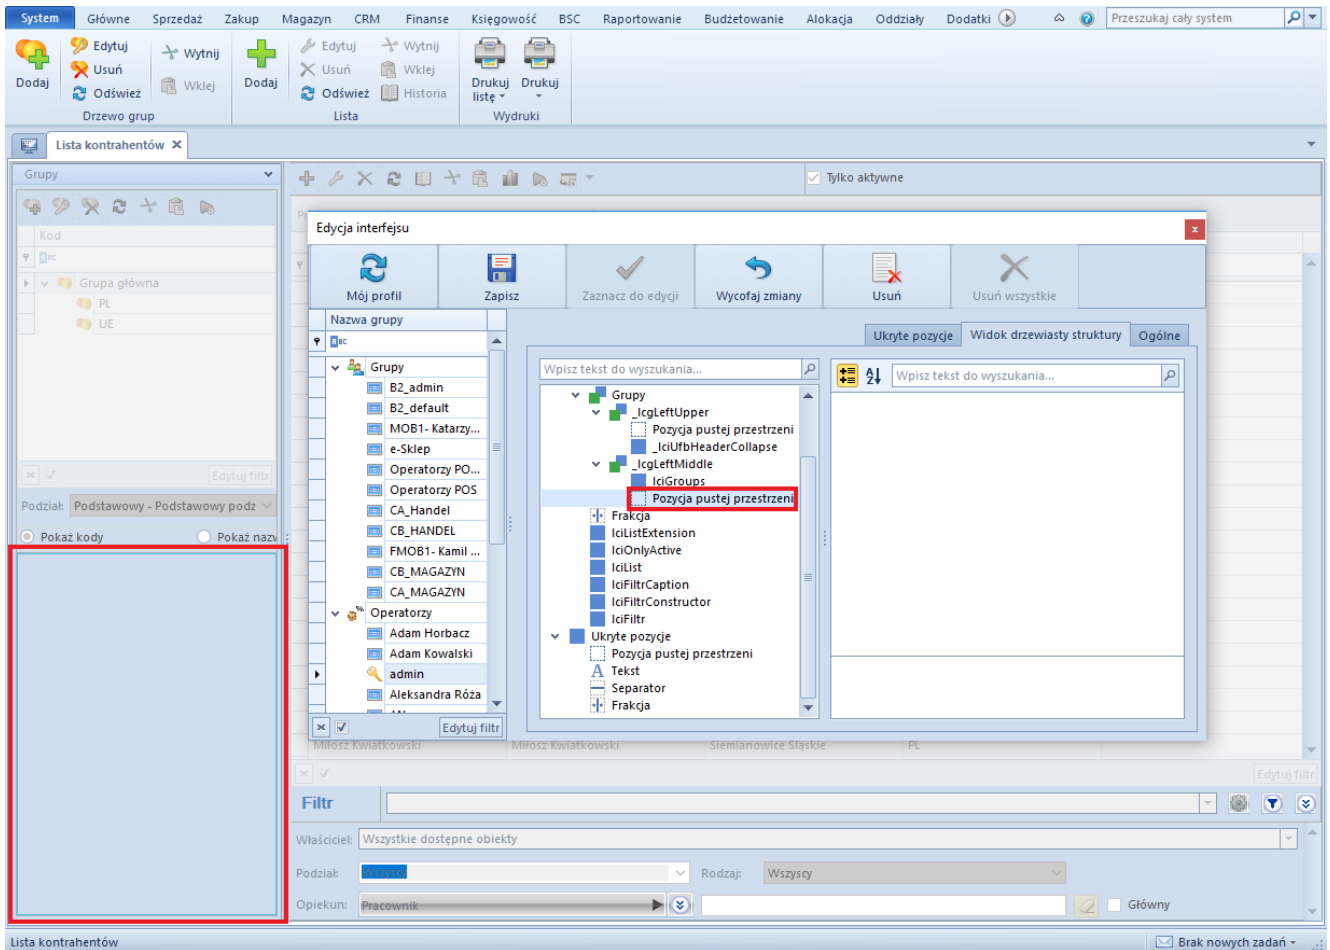 System Główne Sprzedaż Zakup Magazyn CRM Finanse Księgowość BSC Raportowanie Budżetowanie Alokacja Oddziały Dodatki Przeszukaj cały system
Dodaj
Edytuj
Usuń
Odśwież
Wytnij
Wklej
Drzewo grup
Dodaj
Edytuj
Usuń
Odśwież
Wytnij
Wklej
Historia
Lista
Drukuj listę
Drukuj
Wydruki
Lista kontrahentów
Grupy
Kod
Grupa główna
PL
UE
Edytuj filtr
Podział: Podstawowy - Podstawowy podz
Pokaż kody Pokaż nazw
Tylko aktywne
Edycja interfejsu
Mój profil
Zapisz
Zaznacz do edycji
Wycofaj zmiany
Usuń
Usuń wszystkie
Nazwa grupy
Grupy
B2_admin
B2_default
MOB1- Katarzy...
e-Sklep
Operatorzy PO...
Operatorzy POS
CA_Handel
CB_HANDEL
FMOB1- Kamil ...
CB_MAGAZYN
CA_MAGAZYN
Operatorzy
Adam Horbacz
Adam Kowalski
admin
Aleksandra Róża
Edytuj filtr
Ukryte pozycje Widok drzewiasty struktury Ogólne
Wpisz tekst do wyszukania...
Grupy
_lcgLeftUpper
Pozycja pustej przestrzeni
_lciUfbHeaderCollapse
_lcgLeftMiddle
lciGroups
Pozycja pustej przestrzeni
Frakcja
lciListExtension
lciOnlyActive
lciList
lciFiltrCaption
lciFiltrConstructor
lciFiltr
Ukryte pozycje
Pozycja pustej przestrzeni
Tekst
Separator
Frakcja
Wpisz tekst do wyszukania...
Miłosz Kwiatkowski Miłosz Kwiatkowski Siemianowice Śląskie PL
Edytuj filtr
Filtr
Właściciel: Wszystkie dostępne obiekty
Podział: Wszyscy Rodzaj: Wszyscy
Opiekun: Pracownik Główny
Lista kontrahentów Brak nowych zadań